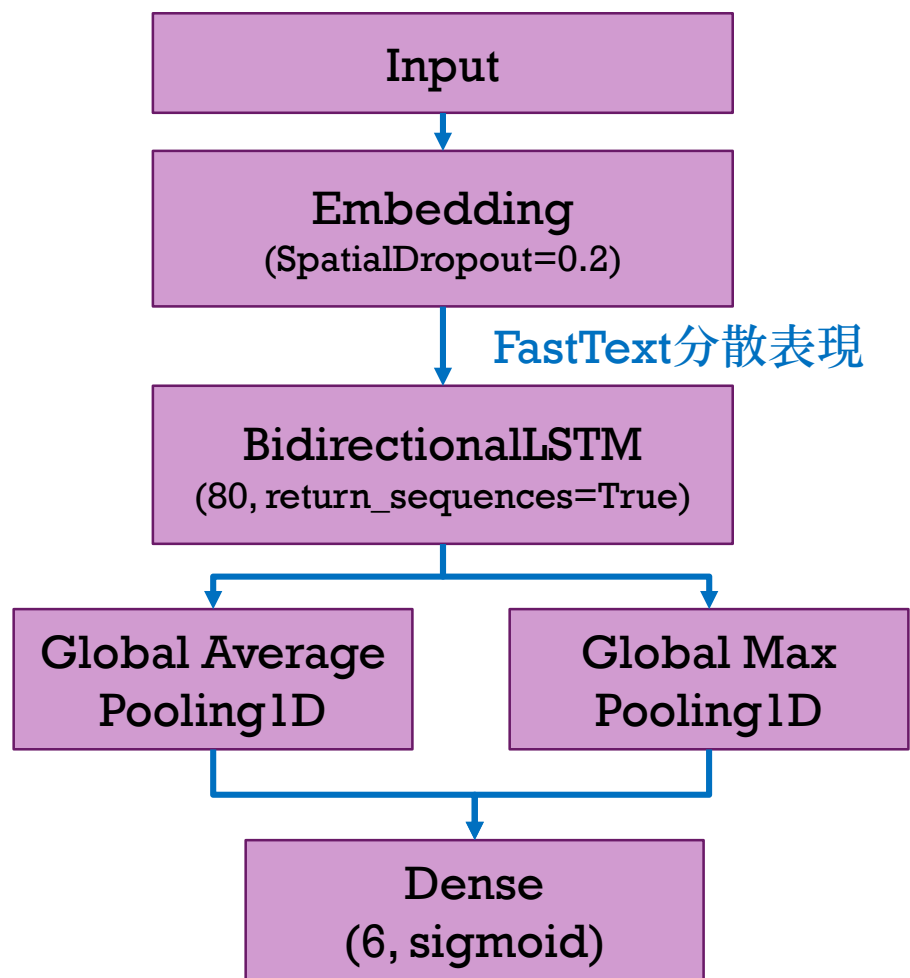 Input
Embedding
(SpatialDropout=0.2)
FastText分散表現
BidirectionalLSTM
(80, return_sequences=True)
Global Average
Pooling1D
Global Max
Pooling1D
Dense
(6, sigmoid)